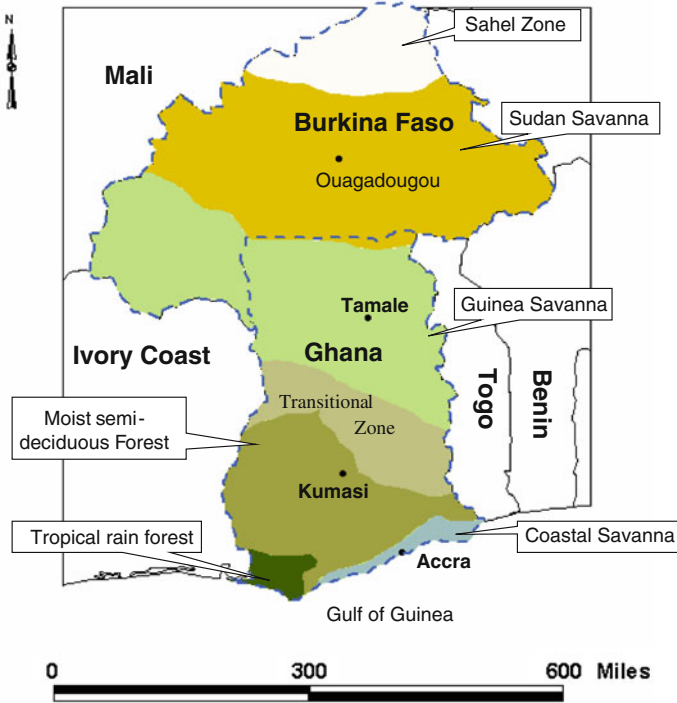 N
Sahel Zone
Mali
Burkina Faso
Sudan Savanna
Ouagadougou
Tamale
Guinea Savanna
Ivory Coast
Ghana
Togo
Benin
Transitional
Zone
Moist semi-
deciduous Forest
Kumasi
Tropical rain forest
Coastal Savanna
Accra
Gulf of Guinea
0 300 600 Miles